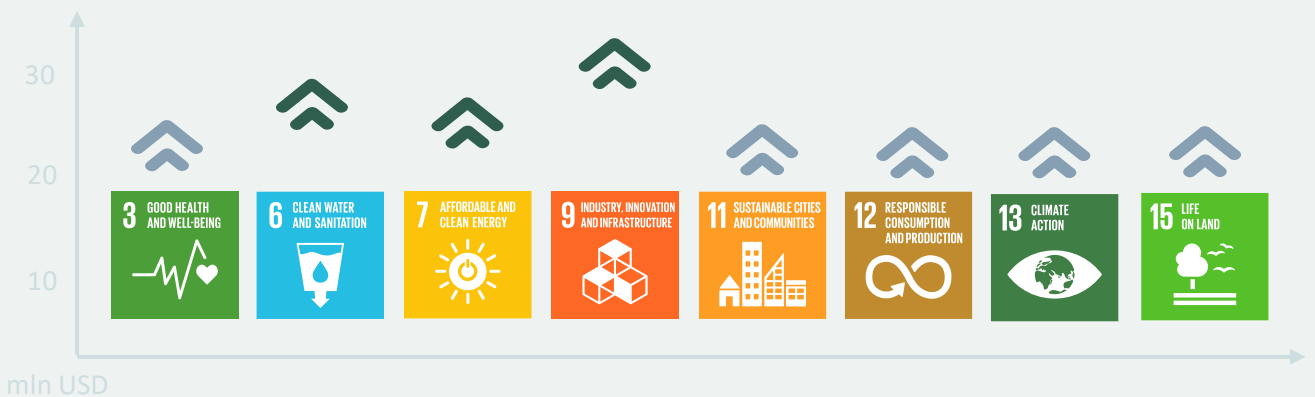 30
20
10
mln USD
3 GOOD HEALTH
AND WELL-BEING
6 CLEAN WATER
AND SANITATION
7 AFFORDABLE AND
CLEAN ENERGY
9 INDUSTRY, INNOVATION
AND INFRASTRUCTURE
11 SUSTAINABLE CITIES
AND COMMUNITIES
12 RESPONSIBLE
CONSUMPTION
AND PRODUCTION
13 CLIMATE
ACTION
15 LIFE
ON LAND